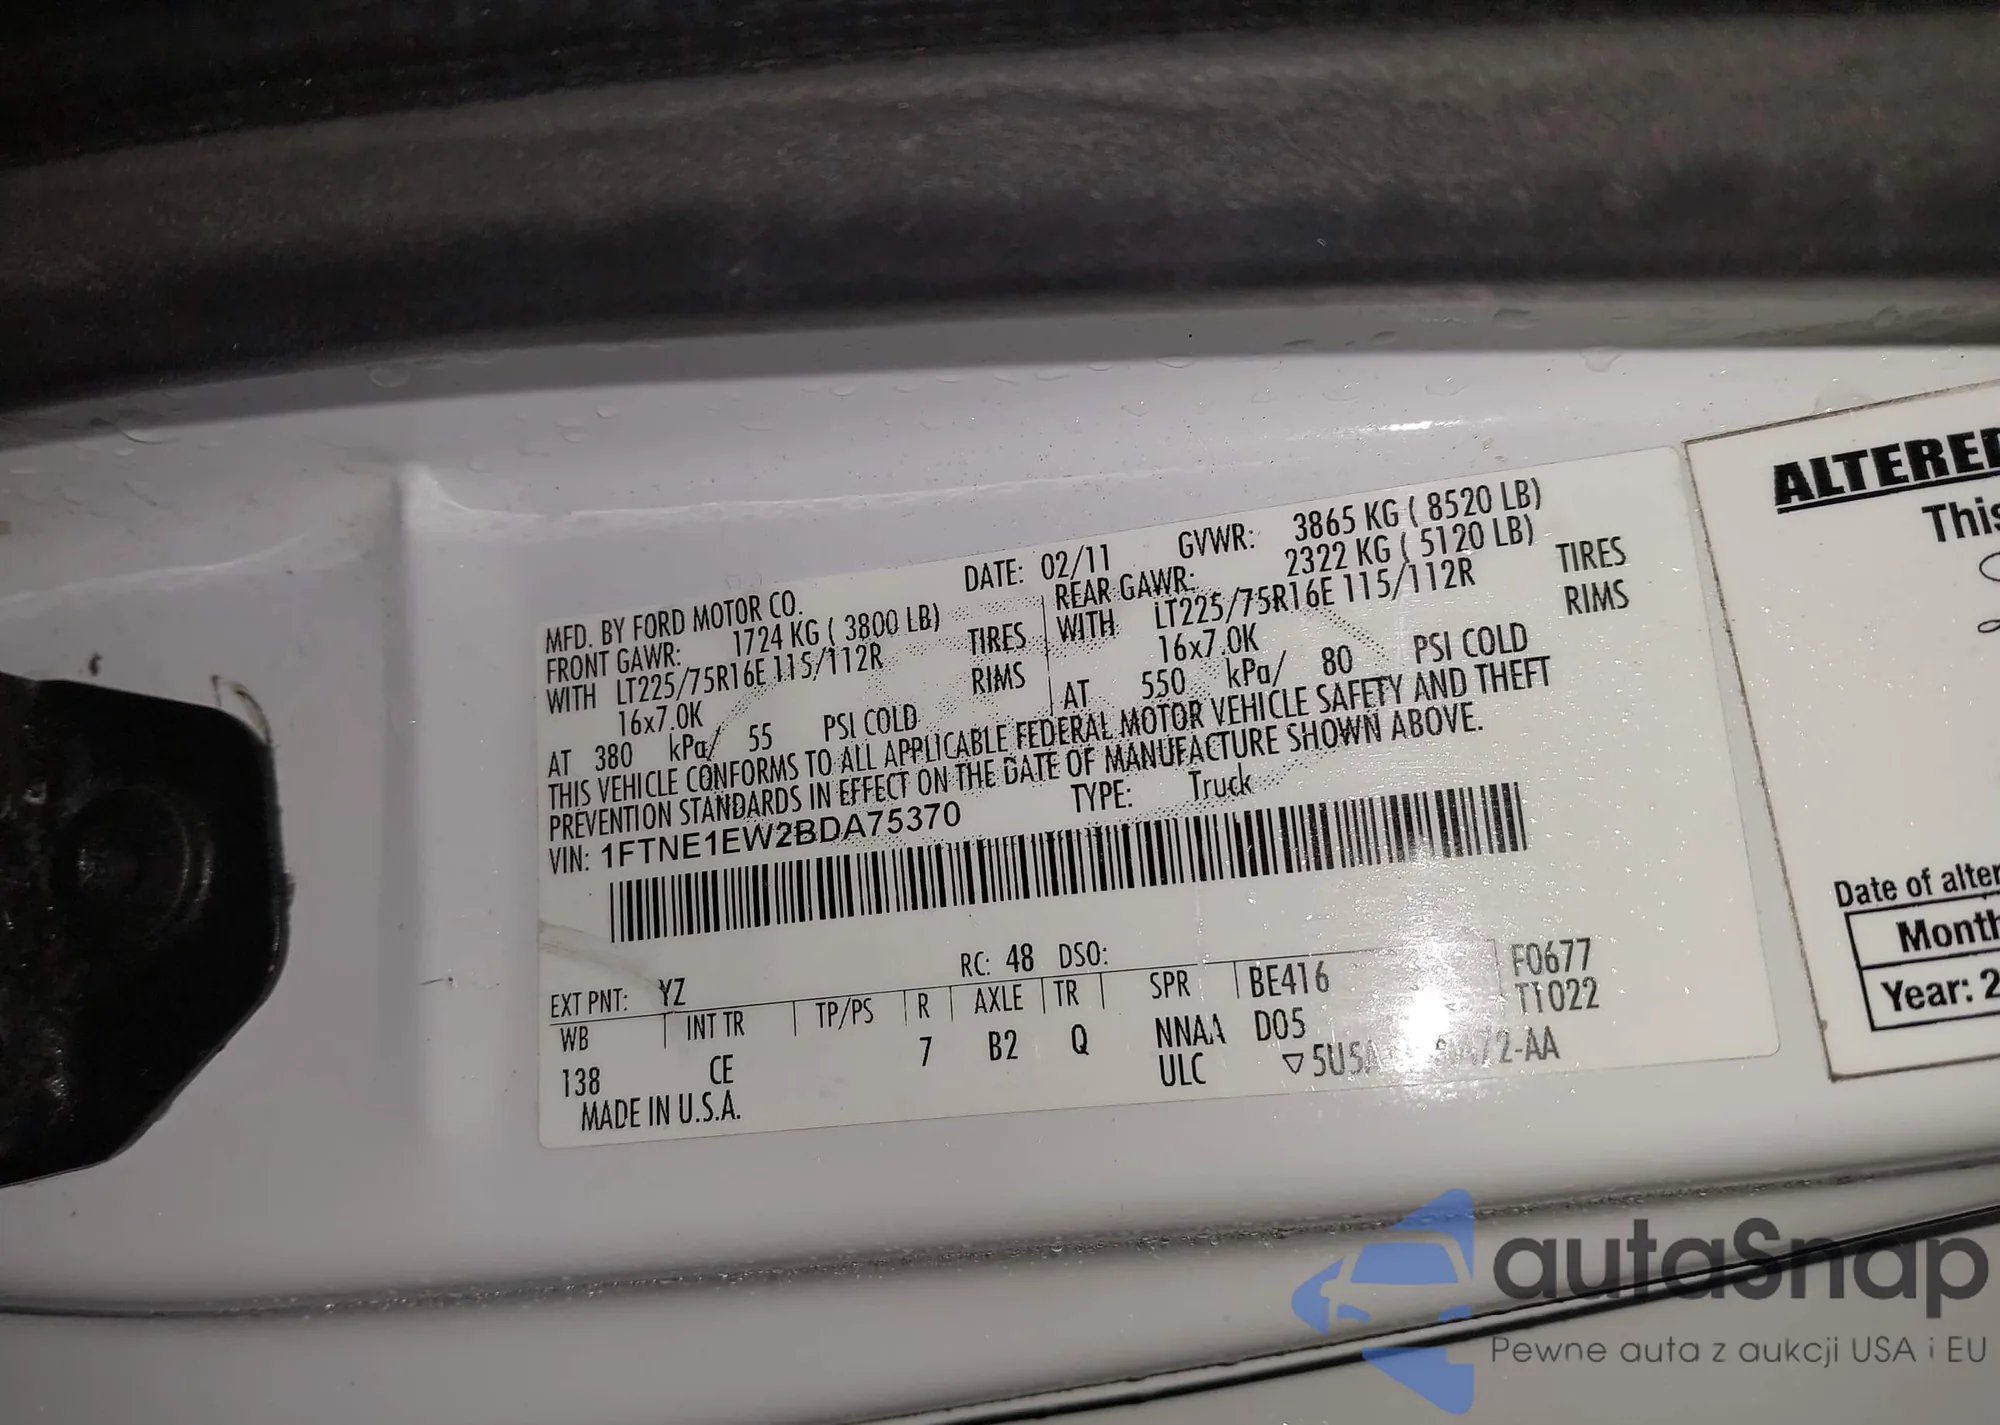 MFD. BY FORD MOTOR CO.
DATE: 02/11
GVWR: 3865 KG ( 8520 LB)
FRONT GAWR: 1724 KG ( 3800 LB)
REAR GAWR: 2322 KG ( 5120 LB)
WITH LT225/75R16E 115/112R TIRES
WITH LT225/75R16E 115/112R TIRES
16x7.0K RIMS
16x7.0K RIMS
AT 380 kPa/ 55 PSI COLD
AT 550 kPa/ 80 PSI COLD
THIS VEHICLE CONFORMS TO ALL APPLICABLE FEDERAL MOTOR VEHICLE SAFETY AND THEFT
PREVENTION STANDARDS IN EFFECT ON THE DATE OF MANUFACTURE SHOWN ABOVE.
VIN: 1FTNE1EW2BDA75370
TYPE: Truck
EXT PNT: YZ
RC: 48 DSO:
WB INT TR TP/PS R AXLE TR SPR BE416 F0677
138 CE 7 B2 Q NNAA D05 T1022
ULC
MADE IN U.S.A.
ALTERED
This
Date of alter
Month
Year: 2
autaSnap
Pewne auta z aukcji USA i EU